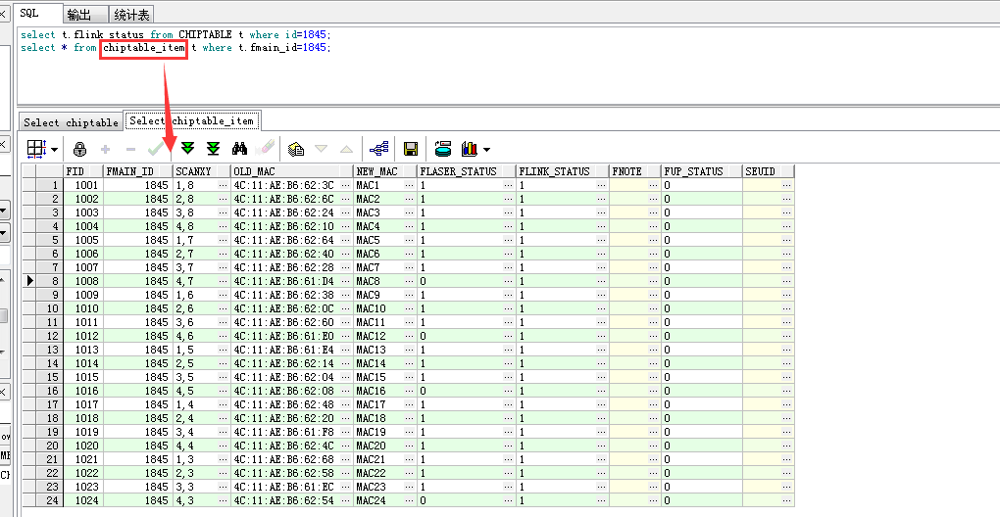 SQL 输出 统计表
select t.flink_status from CHIPTABLE t where id=1845;
select * from chiptable_item t where t.fmain_id=1845;
Select chiptable Select chiptable_item
FID FMAIN_ID SCANXY OLD_MAC NEW_MAC FLASER_STATUS FLINK_STATUS FNOTE FUP_STATUS SEUID
1 1001 1845 1,8 ... 4C:11:AE:B6:62:3C ... MAC1 ... 1 ... 1 ... ... 0 ... ...
2 1002 1845 2,8 ... 4C:11:AE:B6:62:6C ... MAC2 ... 1 ... 1 ... ... 0 ... ...
3 1003 1845 3,8 ... 4C:11:AE:B6:62:24 ... MAC3 ... 1 ... 1 ... ... 0 ... ...
4 1004 1845 4,8 ... 4C:11:AE:B6:62:10 ... MAC4 ... 1 ... 1 ... ... 0 ... ...
5 1005 1845 1,7 ... 4C:11:AE:B6:62:64 ... MAC5 ... 1 ... 1 ... ... 0 ... ...
6 1006 1845 2,7 ... 4C:11:AE:B6:62:40 ... MAC6 ... 1 ... 1 ... ... 0 ... ...
7 1007 1845 3,7 ... 4C:11:AE:B6:62:28 ... MAC7 ... 1 ... 1 ... ... 0 ... ...
8 1008 1845 4,7 ... 4C:11:AE:B6:61:D4 ... MAC8 ... 0 ... 1 ... ... 0 ... ...
9 1009 1845 1,6 ... 4C:11:AE:B6:62:38 ... MAC9 ... 1 ... 1 ... ... 0 ... ...
10 1010 1845 2,6 ... 4C:11:AE:B6:62:0C ... MAC10 ... 1 ... 1 ... ... 0 ... ...
11 1011 1845 3,6 ... 4C:11:AE:B6:62:60 ... MAC11 ... 1 ... 1 ... ... 0 ... ...
12 1012 1845 4,6 ... 4C:11:AE:B6:61:E0 ... MAC12 ... 0 ... 1 ... ... 0 ... ...
13 1013 1845 1,5 ... 4C:11:AE:B6:61:E4 ... MAC13 ... 1 ... 1 ... ... 0 ... ...
14 1014 1845 2,5 ... 4C:11:AE:B6:62:14 ... MAC14 ... 1 ... 1 ... ... 0 ... ...
15 1015 1845 3,5 ... 4C:11:AE:B6:62:04 ... MAC15 ... 1 ... 1 ... ... 0 ... ...
16 1016 1845 4,5 ... 4C:11:AE:B6:62:08 ... MAC16 ... 0 ... 1 ... ... 0 ... ...
17 1017 1845 1,4 ... 4C:11:AE:B6:62:48 ... MAC17 ... 1 ... 1 ... ... 0 ... ...
18 1018 1845 2,4 ... 4C:11:AE:B6:62:20 ... MAC18 ... 1 ... 1 ... ... 0 ... ...
19 1019 1845 3,4 ... 4C:11:AE:B6:61:F8 ... MAC19 ... 1 ... 1 ... ... 0 ... ...
20 1020 1845 4,4 ... 4C:11:AE:B6:62:4C ... MAC20 ... 1 ... 1 ... ... 0 ... ...
21 1021 1845 1,3 ... 4C:11:AE:B6:62:68 ... MAC21 ... 1 ... 1 ... ... 0 ... ...
22 1022 1845 2,3 ... 4C:11:AE:B6:62:58 ... MAC22 ... 1 ... 1 ... ... 0 ... ...
23 1023 1845 3,3 ... 4C:11:AE:B6:61:EC ... MAC23 ... 1 ... 1 ... ... 0 ... ...
24 1024 1845 4,3 ... 4C:11:AE:B6:62:54 ... MAC24 ... 0 ... 1 ... ... 0 ... ...